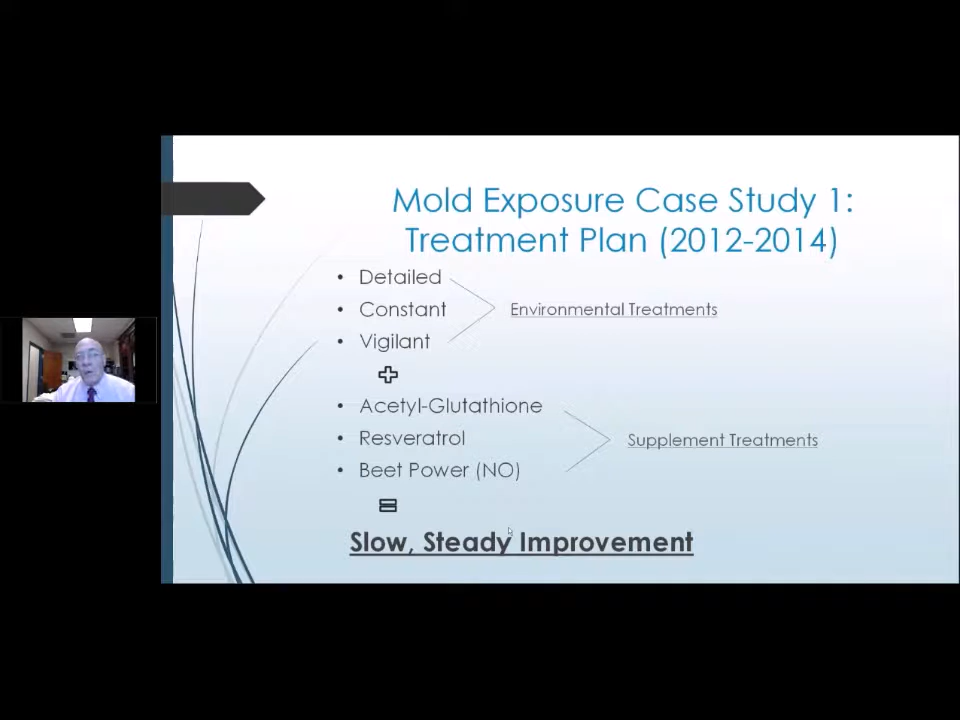 Mold Exposure Case Study 1:
Treatment Plan (2012-2014)
• Detailed
• Constant
• Vigilant
Environmental Treatments
+
• Acetyl-Glutathione
• Resveratrol
• Beet Power (NO)
Supplement Treatments
=
Slow, Steady Improvement